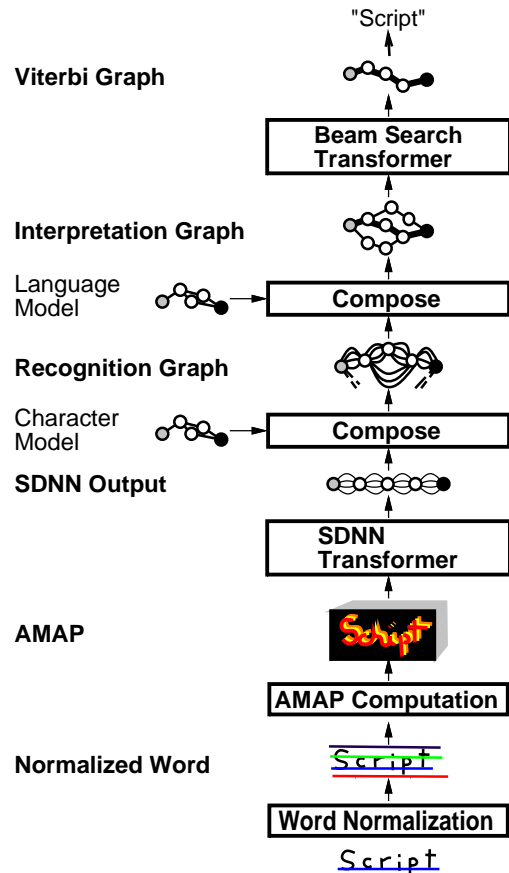 "Script"
Viterbi Graph
Beam Search
Transformer
Interpretation Graph
Language
Model
Compose
Recognition Graph
Character
Model
Compose
SDNN Output
SDNN
Transformer
AMAP
Script
AMAP Computation
Normalized Word
Script
Word Normalization
Script